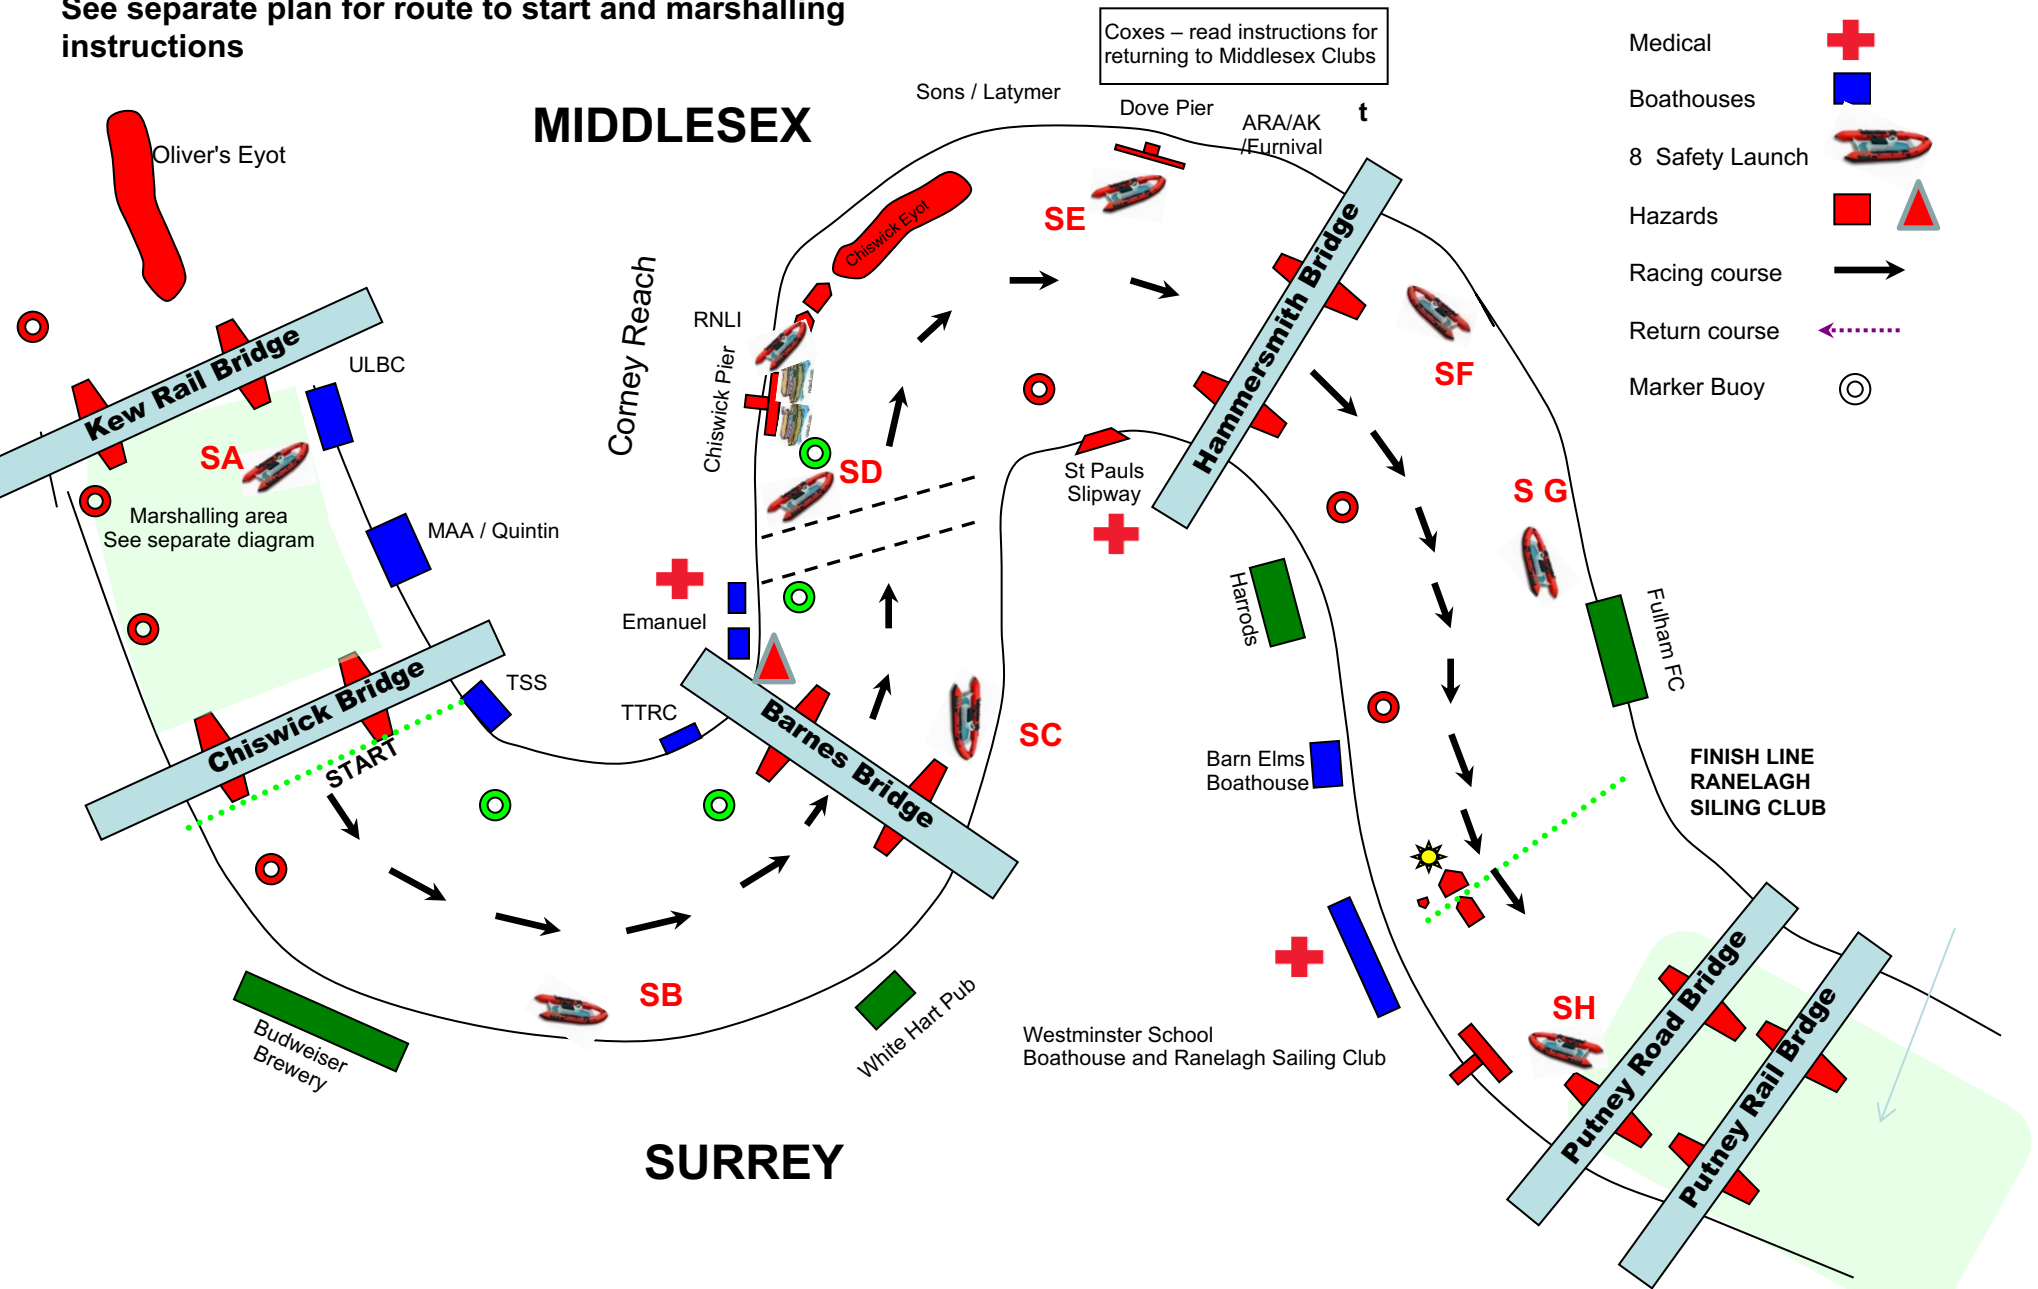 See separate plan for route to start and marshalling
instructions
Coxes – read instructions for
returning to Middlesex Clubs
Medical
Boathouses
8 Safety Launch
Hazards
Racing course
Return course
Marker Buoy
MIDDLESEX
Sons / Latymer
Dove Pier
ARA/AK
/Furnival
t
Oliver's Eyot
Chiswick Eyot
SE
Corney Reach
RNLI
Chiswick Pier
Hammersmith Bridge
SF
Kew Rail Bridge
ULBC
SA
SD
St Pauls
Slipway
S G
Marshalling area
See separate diagram
MAA / Quintin
Emanuel
Harrods
Fulham FC
Chiswick Bridge
START
TSS
TTRC
Barnes Bridge
SC
Barn Elms
Boathouse
FINISH LINE
RANELAGH
SILING CLUB
SB
Budweiser
Brewery
White Hart Pub
Westminster School
Boathouse and Ranelagh Sailing Club
SH
Putney Road Bridge
Putney Rail Brdge
SURREY